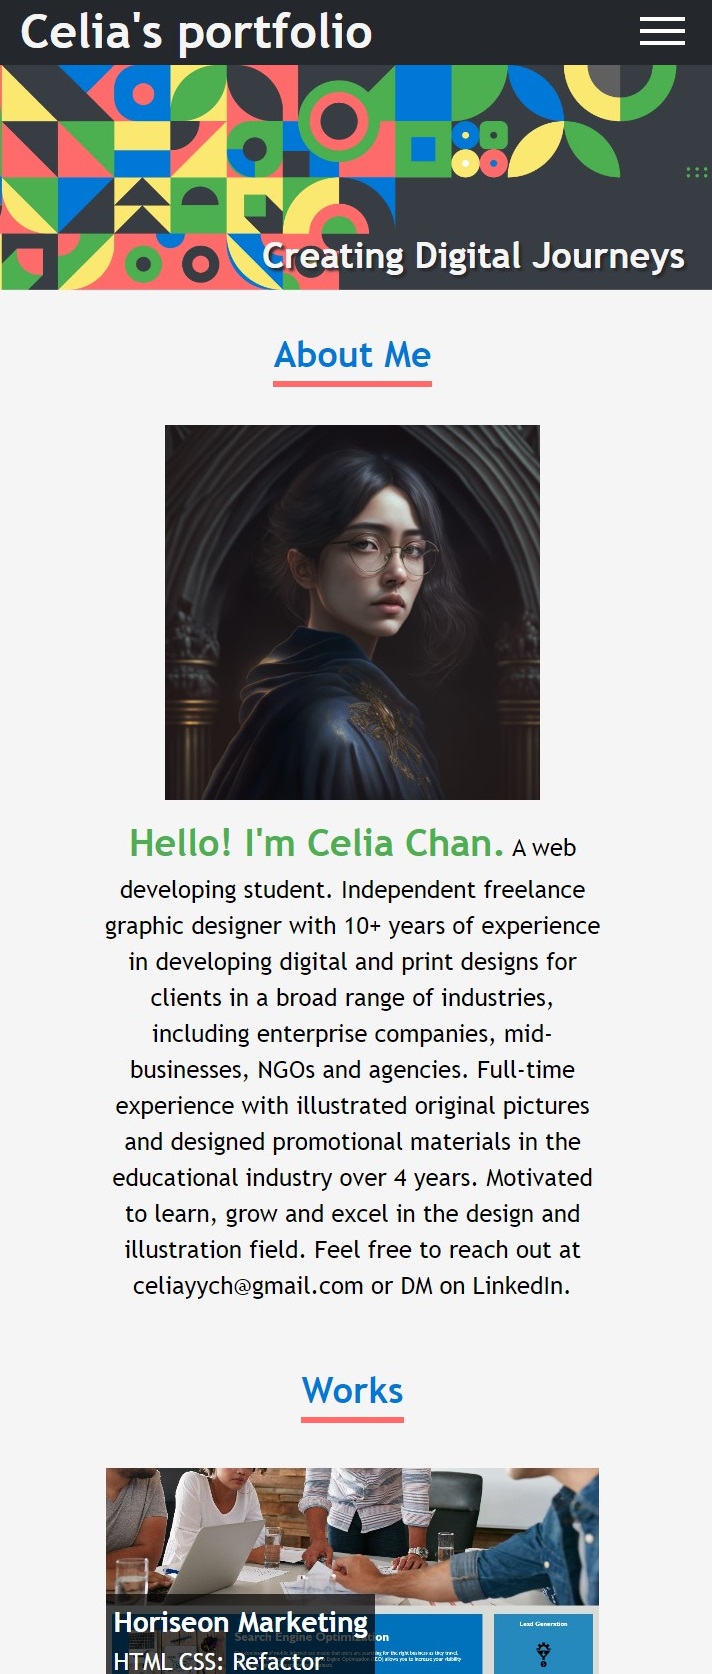 Celia's portfolio
Creating Digital Journeys
About Me
Hello! I'm Celia Chan. A web
developing student. Independent freelance
graphic designer with 10+ years of experience
in developing digital and print designs for
clients in a broad range of industries,
including enterprise companies, mid-
businesses, NGOs and agencies. Full-time
experience with illustrated original pictures
and designed promotional materials in the
educational industry over 4 years. Motivated
to learn, grow and excel in the design and
illustration field. Feel free to reach out at
celiayych@gmail.com or DM on LinkedIn.
Works
Horiseon Marketing
Search Engine Optimization
Lead Generation
HTML CSS: Refactor